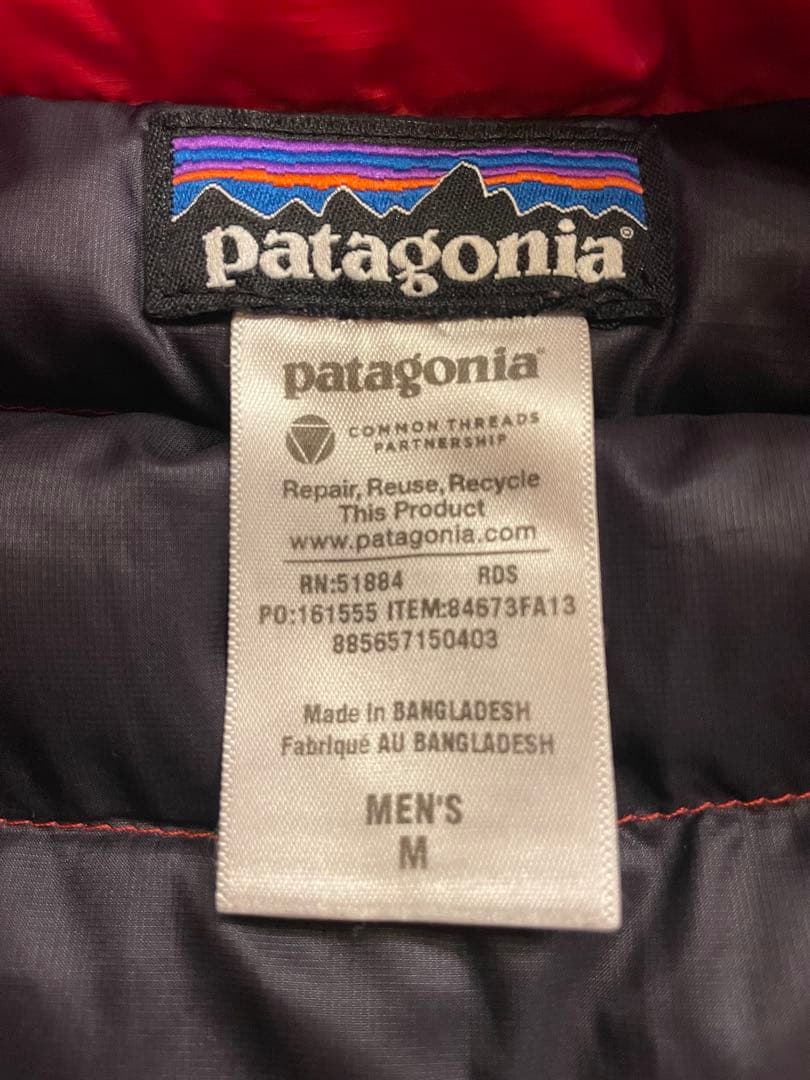 patagonia®
patagonia®
COMMON THREADS
PARTNERSHIP
Repair, Reuse, Recycle
This Product
www.patagonia.com
RN:51884 RDS
PO:161555 ITEM:84673FA13
885657150403
Made in BANGLADESH
Fabriqué AU BANGLADESH
MEN'S
M